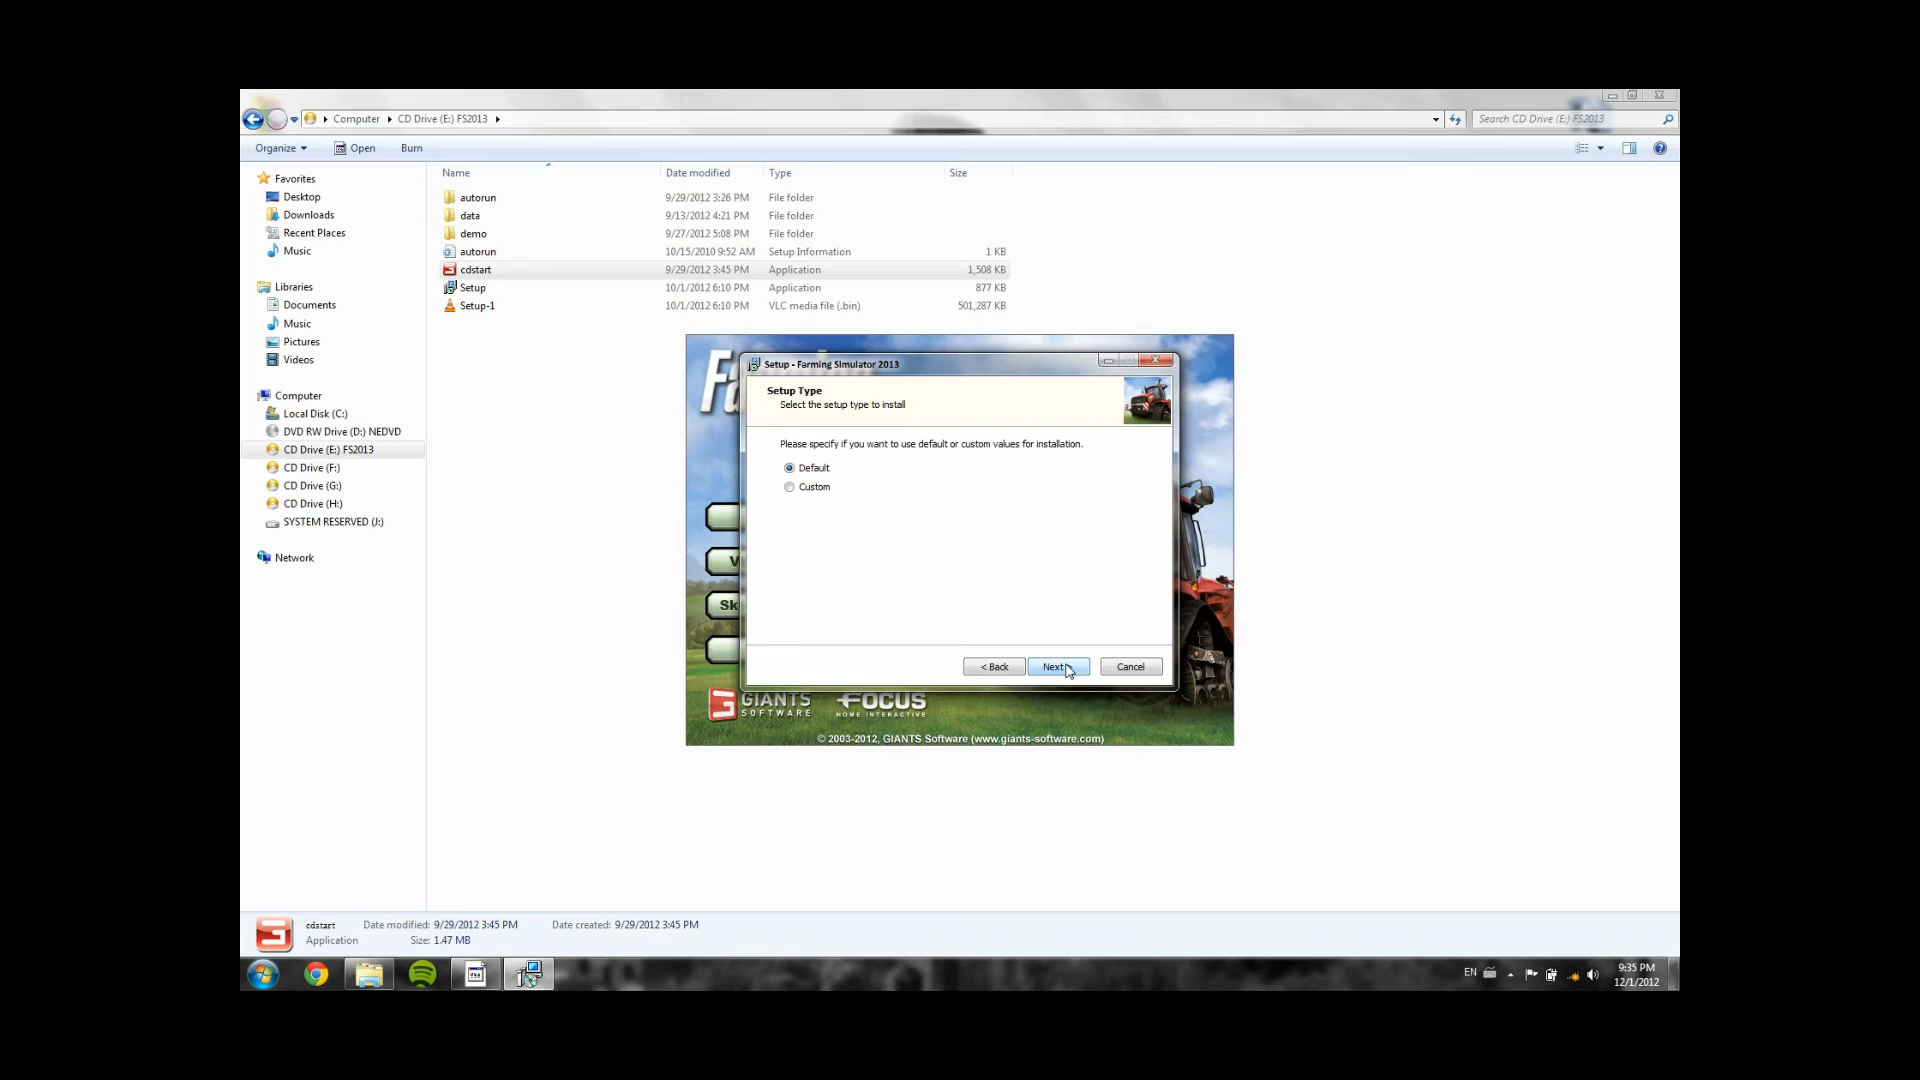 Computer ▸ CD Drive (E:) FS2013 ▸
Search CD Drive (E:) FS2013
Organize
Open
Burn
Name
Date modified
Type
Size
Favorites
Desktop
Downloads
Recent Places
Music
Libraries
Documents
Music
Pictures
Videos
Computer
Local Disk (C:)
DVD RW Drive (D:) NEDVD
CD Drive (E:) FS2013
CD Drive (F:)
CD Drive (G:)
CD Drive (H:)
SYSTEM RESERVED (J:)
Network
autorun 9/29/2012 3:26 PM File folder
data 9/13/2012 4:21 PM File folder
demo 9/27/2012 5:08 PM File folder
autorun 10/15/2010 9:52 AM Setup Information 1 KB
cdstart 9/29/2012 3:45 PM Application 1,508 KB
Setup 10/1/2012 6:10 PM Application 877 KB
Setup-1 10/1/2012 6:10 PM VLC media file (.bin) 501,287 KB
Setup - Farming Simulator 2013
Setup Type
Select the setup type to install
Please specify if you want to use default or custom values for installation.
Default
Custom
< Back
Next
Cancel
GIANTS
SOFTWARE
FOCUS
HOME INTERACTIVE
© 2003-2012, GIANTS Software (www.giants-software.com)
cdstart Date modified: 9/29/2012 3:45 PM Date created: 9/29/2012 3:45 PM
Application Size: 1.47 MB
EN
9:35 PM
12/1/2012